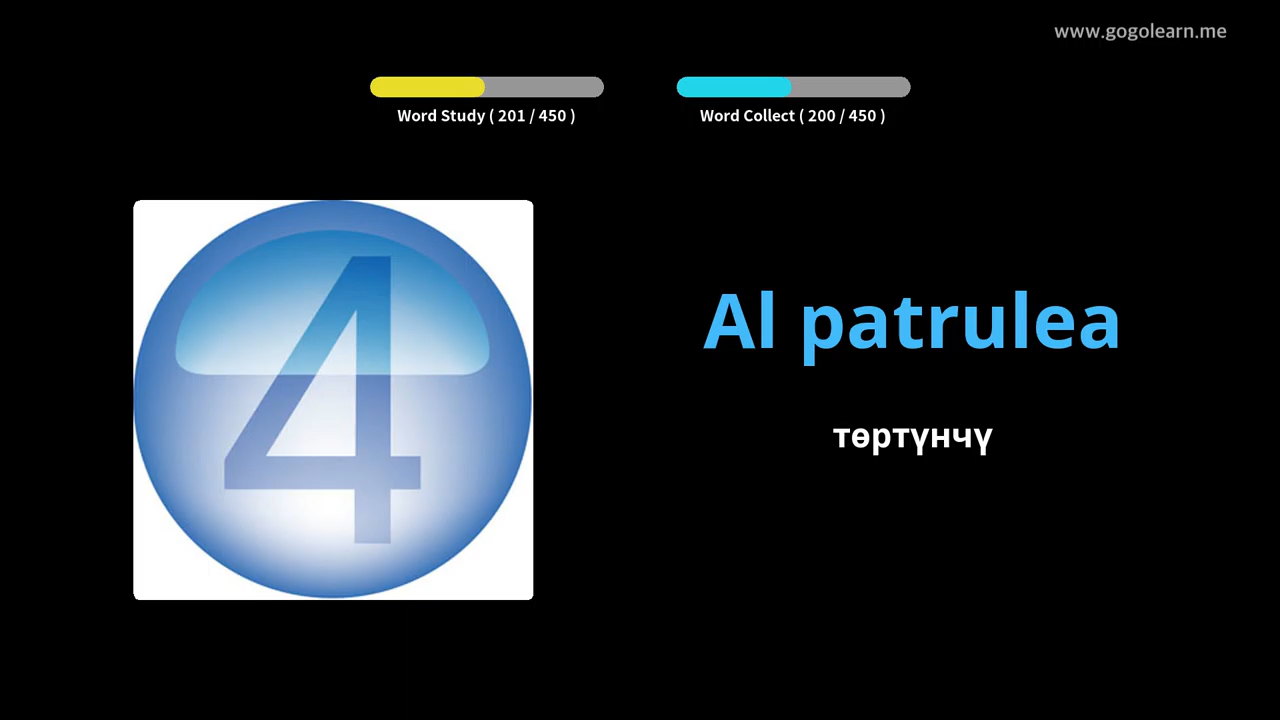 www.gogolearn.me
Word Study ( 201 / 450 )
Word Collect ( 200 / 450 )
4
Al patrulea
төртүнчү